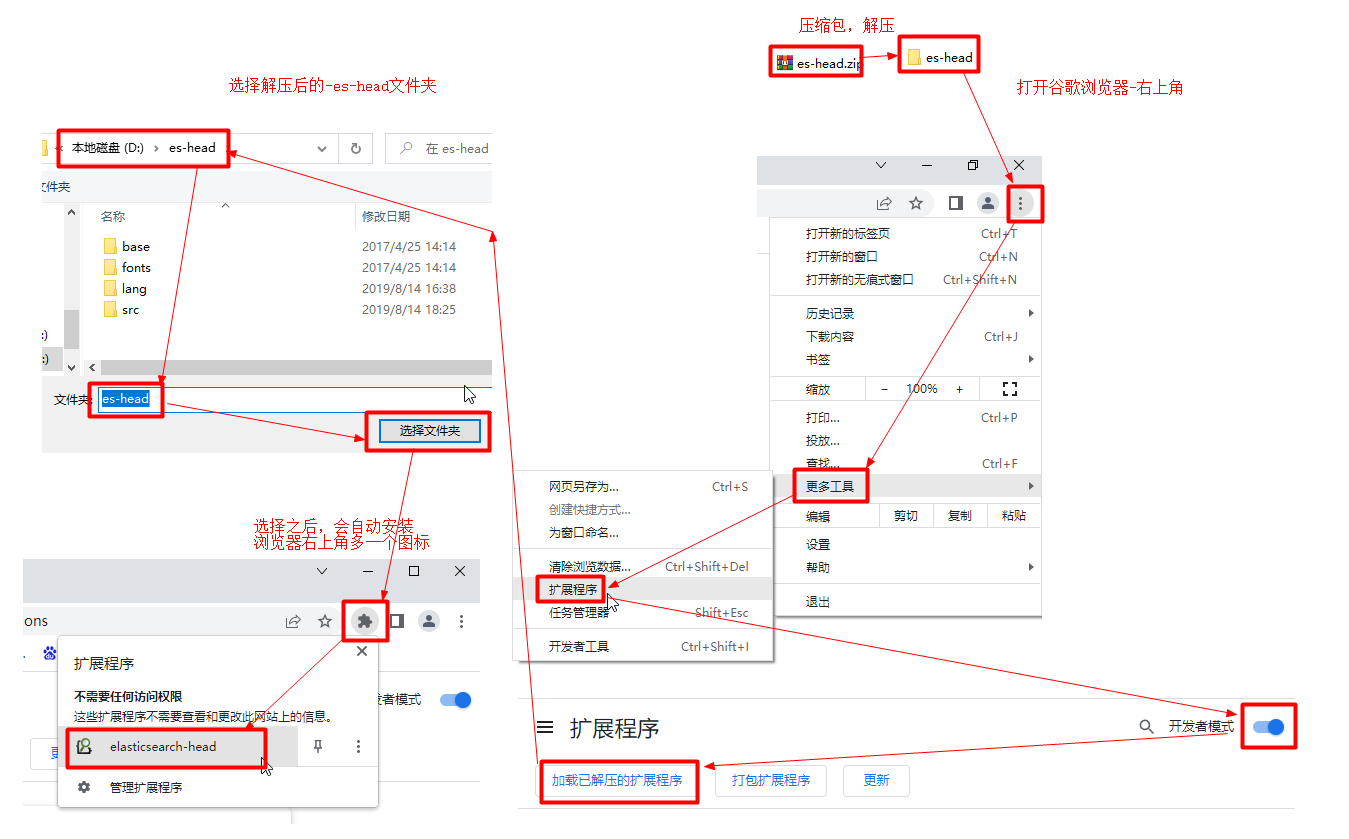 压缩包，解压
es-head.zip
es-head
打开谷歌浏览器-右上角
选择解压后的-es-head文件夹
本地磁盘 (D:) › es-head
在 es-head
文件夹
名称
修改日期
base
2017/4/25 14:14
fonts
2017/4/25 14:14
lang
2019/8/14 16:38
src
2019/8/14 18:25
:)
:)
文件夹:
es-head
选择文件夹
打开新的标签页 Ctrl+T
打开新的窗口 Ctrl+N
打开新的无痕式窗口 Ctrl+Shift+N
历史记录
下载内容 Ctrl+J
书签
缩放 - 100% +
打印... Ctrl+P
投放...
查找... Ctrl+F
更多工具
编辑 剪切 复制 粘贴
设置
帮助
退出
网页另存为... Ctrl+S
创建快捷方式...
为窗口命名...
清除浏览数据... Ctrl+Shift+Del
扩展程序
任务管理器 Shift+Esc
开发者工具 Ctrl+Shift+I
选择之后，会自动安装
浏览器右上角多一个图标
ons
扩展程序
不需要任何访问权限
这些扩展程序不需要查看和更改此网站上的信息。
elasticsearch-head
管理扩展程序
发者模式
扩展程序
开发者模式
加载已解压的扩展程序
打包扩展程序
更新